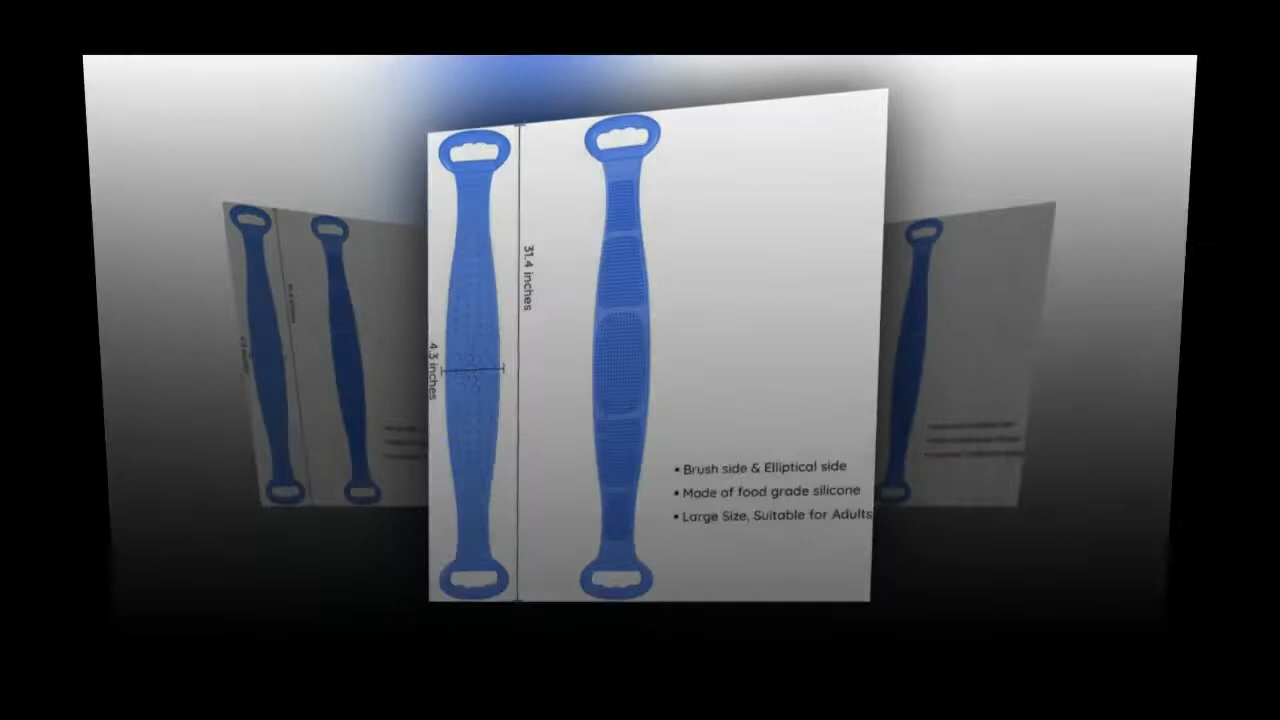 31.4 inches
4.3 inches
▪ Brush side & Elliptical side
▪ Made of food grade silicone
▪ Large Size, Suitable for Adults